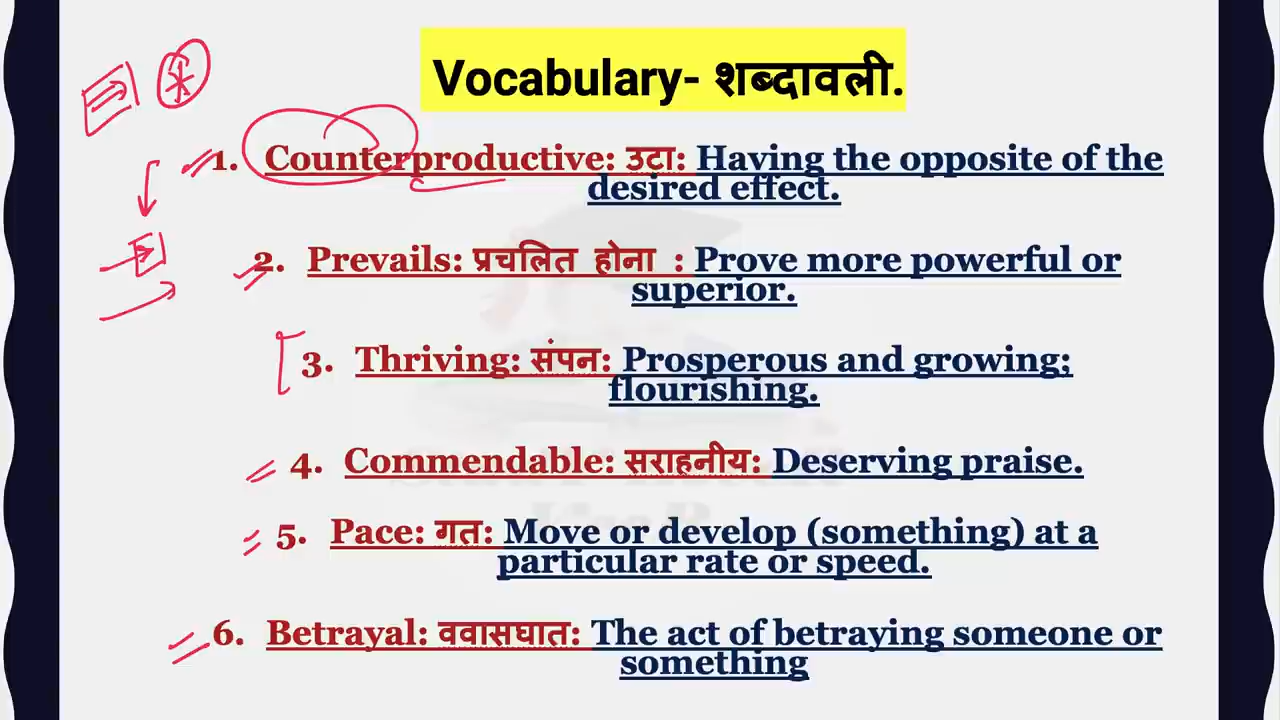 Vocabulary- शब्दावली.
1. Counterproductive: उटा: Having the opposite of the
desired effect.
2. Prevails: प्रचलित होना : Prove more powerful or
superior.
3. Thriving: संपन: Prosperous and growing;
flourishing.
4. Commendable: सराहनीय: Deserving praise.
5. Pace: गत: Move or develop (something) at a
particular rate or speed.
6. Betrayal: ववासघात: The act of betraying someone or
something